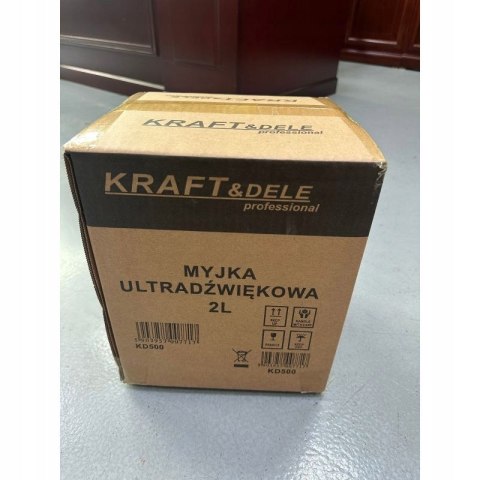 KRAFT&DELE
professional
KRAFT&DELE
professional
MYJKA
ULTRADŹWIĘKOWA
2L
KD500
KD500